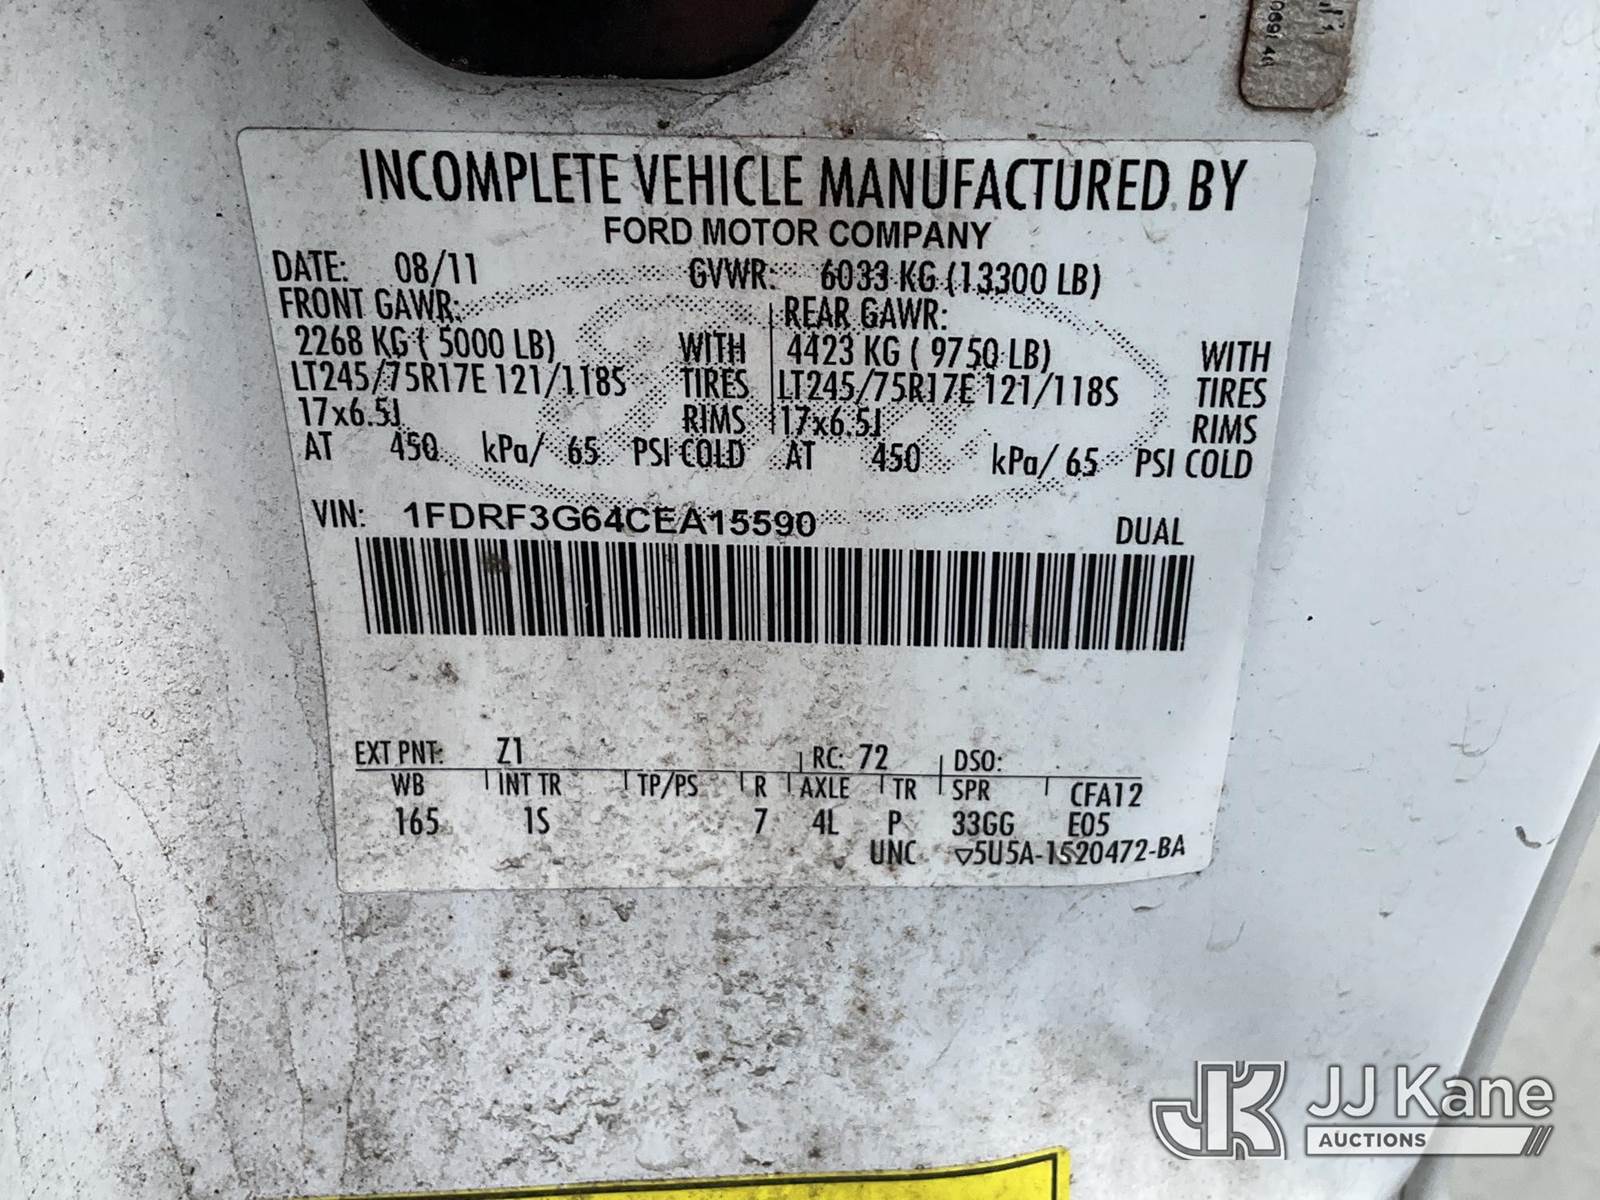 INCOMPLETE VEHICLE MANUFACTURED BY
FORD MOTOR COMPANY
DATE: 08/11 GVWR: 6033 KG (13300 LB)
FRONT GAWR: REAR GAWR:
2268 KG ( 5000 LB) WITH 4423 KG ( 9750 LB) WITH
LT245/75R17E 121/118S TIRES LT245/75R17E 121/118S TIRES
17x6.5J RIMS 17x6.5J RIMS
AT 450 kPa/ 65 PSI COLD AT 450 kPa/ 65 PSI COLD
VIN: 1FDRF3G64CEA15590 DUAL
EXT PNT: Z1 RC: 72 DSO:
WB INT TR TP/PS R AXLE TR SPR CFA12
165 1S 7 4L P 33GG E05
UNC ▽5U5A-1520472-BA
JK JJ Kane
AUCTIONS